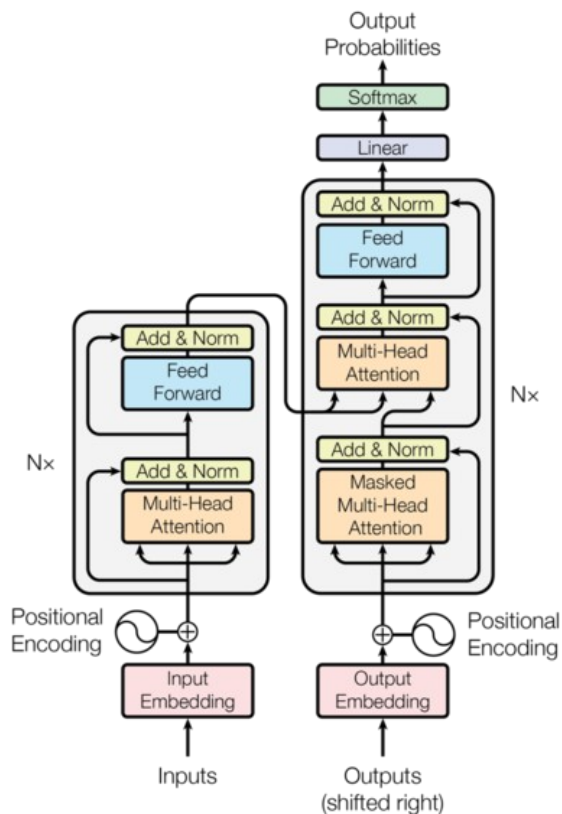 Output
Probabilities
Softmax
Linear
Add & Norm
Feed
Forward
Add & Norm
Multi-Head
Attention
Add & Norm
Masked
Multi-Head
Attention
Nx
Add & Norm
Feed
Forward
Add & Norm
Multi-Head
Attention
Nx
Positional
Encoding
Positional
Encoding
Input
Embedding
Output
Embedding
Inputs
Outputs
(shifted right)